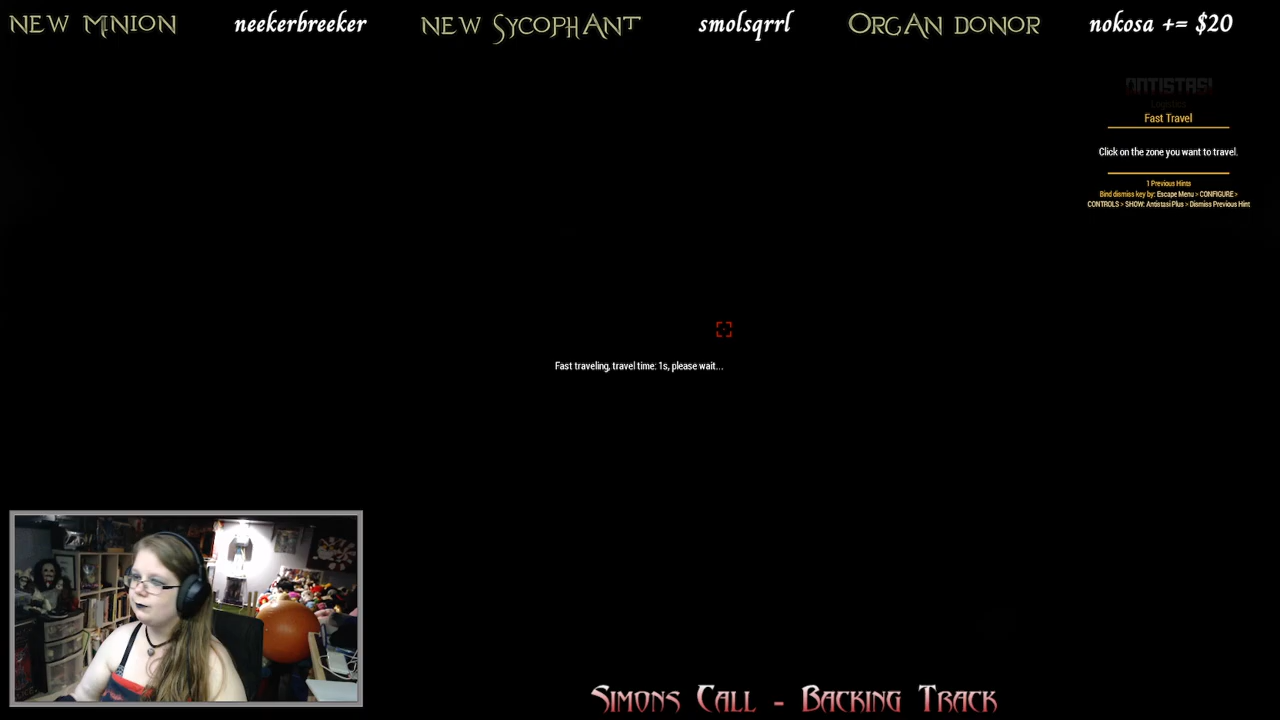 NEW MINION neekerbreeker NEW SYCOPHANT smolsqrrl ORGAN DONOR nokosa += $20
ANTISTASI
Logistics
Fast Travel
Click on the zone you want to travel.
1 Previous Hints
Bind dismiss key by: Escape Menu > CONFIGURE >
CONTROLS > SHOW: Antistasi Plus > Dismiss Previous Hint
Fast traveling, travel time: 1s, please wait...
SIMONS CALL - BACKING TRACK